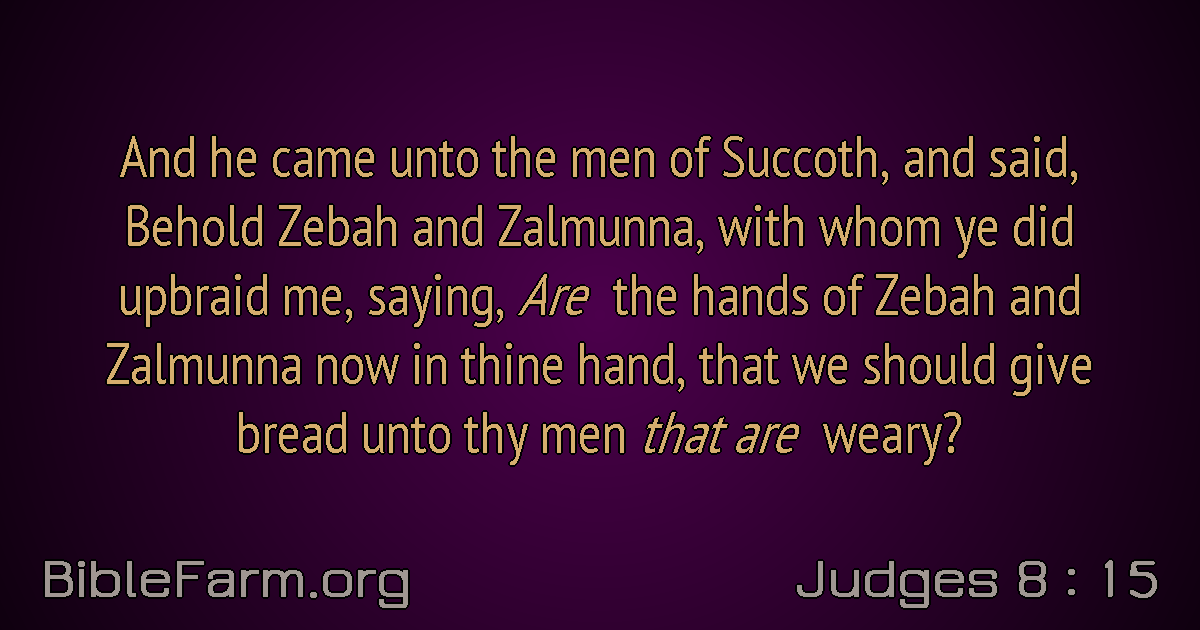 And he came unto the men of Succoth, and said,
Behold Zebah and Zalmunna, with whom ye did
upbraid me, saying, Are the hands of Zebah and
Zalmunna now in thine hand, that we should give
bread unto thy men that are weary?
BibleFarm.org
Judges 8 : 15